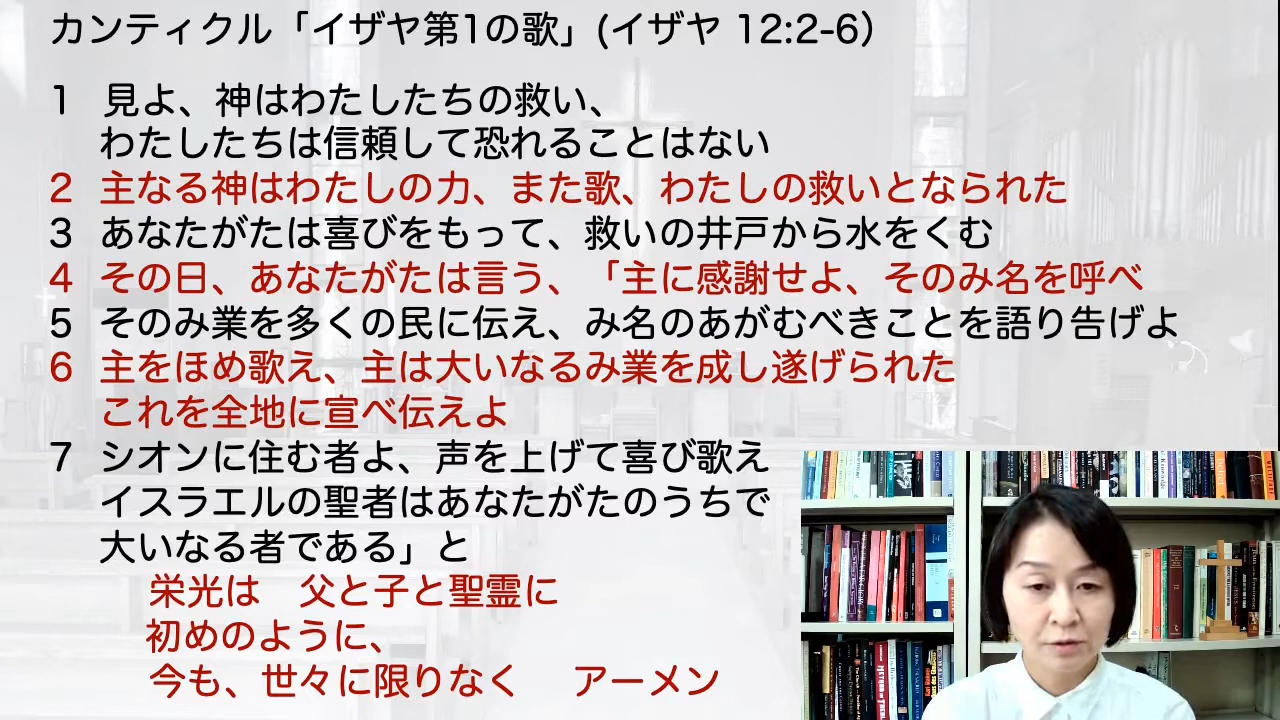 カンティクル「イザヤ第1の歌」(イザヤ 12:2-6)
1 見よ、神はわたしたちの救い、
わたしたちは信頼して恐れることはない
2 主なる神はわたしの力、また歌、わたしの救いとなられた
3 あなたがたは喜びをもって、救いの井戸から水をくむ
4 その日、あなたがたは言う、「主に感謝せよ、そのみ名を呼べ
5 そのみ業を多くの民に伝え、み名のあがむべきことを語り告げよ
6 主をほめ歌え、主は大いなるみ業を成し遂げられた
これを全地に宣べ伝えよ
7 シオンに住む者よ、声を上げて喜び歌え
イスラエルの聖者はあなたがたのうちで
大いなる者である」と
栄光は 父と子と聖霊に
初めのように、
今も、世々に限りなく アーメン